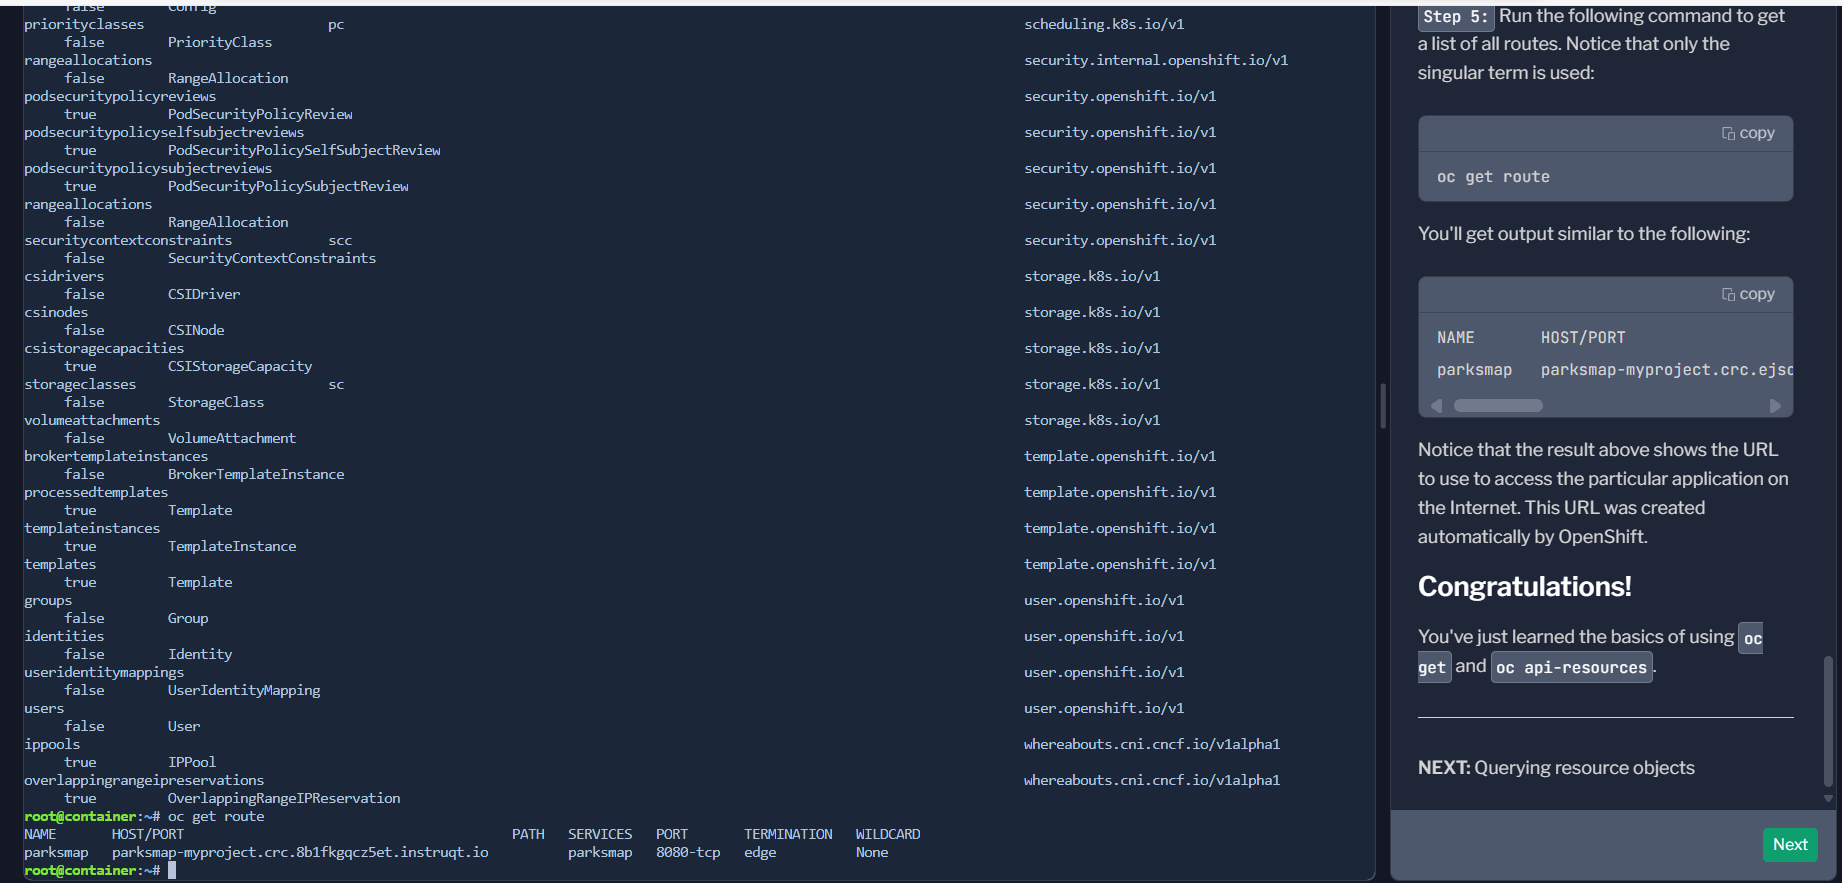 false        Config
priorityclasses                       pc                                                                                     scheduling.k8s.io/v1
false        PriorityClass
rangeallocations                                                                                                             security.internal.openshift.io/v1
false        RangeAllocation
podsecuritypolicyreviews                                                                                                     security.openshift.io/v1
true         PodSecurityPolicyReview
podsecuritypolicyselfsubjectreviews                                                                                          security.openshift.io/v1
true         PodSecurityPolicySelfSubjectReview
podsecuritypolicysubjectreviews                                                                                              security.openshift.io/v1
true         PodSecurityPolicySubjectReview
rangeallocations                                                                                                             security.openshift.io/v1
false        RangeAllocation
securitycontextconstraints            scc                                                                                    security.openshift.io/v1
false        SecurityContextConstraints
csidrivers                                                                                                                   storage.k8s.io/v1
false        CSIDriver
csinodes                                                                                                                     storage.k8s.io/v1
false        CSINode
csistoragecapacities                                                                                                         storage.k8s.io/v1
true         CSIStorageCapacity
storageclasses                        sc                                                                                     storage.k8s.io/v1
false        StorageClass
volumeattachments                                                                                                            storage.k8s.io/v1
false        VolumeAttachment
brokertemplateinstances                                                                                                      template.openshift.io/v1
false        BrokerTemplateInstance
processedtemplates                                                                                                           template.openshift.io/v1
true         Template
templateinstances                                                                                                            template.openshift.io/v1
true         TemplateInstance
templates                                                                                                                    template.openshift.io/v1
true         Template
groups                                                                                                                       user.openshift.io/v1
false        Group
identities                                                                                                                   user.openshift.io/v1
false        Identity
useridentitymappings                                                                                                         user.openshift.io/v1
false        UserIdentityMapping
users                                                                                                                        user.openshift.io/v1
false        User
ippools                                                                                                                      whereabouts.cni.cncf.io/v1alpha1
true         IPPool
overlappingrangeipreservations                                                                                               whereabouts.cni.cncf.io/v1alpha1
true         OverlappingRangeIPReservation
root@container:~# oc get route
NAME       HOST/PORT                                         PATH   SERVICES   PORT       TERMINATION   WILDCARD
parksmap   parksmap-myproject.crc.8b1fkgqcz5et.instruqt.io          parksmap   8080-tcp   edge          None
root@container:~#
Step 5: Run the following command to get
a list of all routes. Notice that only the
singular term is used:
copy
oc get route
You'll get output similar to the following:
copy
NAME       HOST/PORT
parksmap   parksmap-myproject.crc.ejsc
Notice that the result above shows the URL
to use to access the particular application on
the Internet. This URL was created
automatically by OpenShift.
Congratulations!
You've just learned the basics of using oc
get and oc api-resources.
NEXT: Querying resource objects
Next